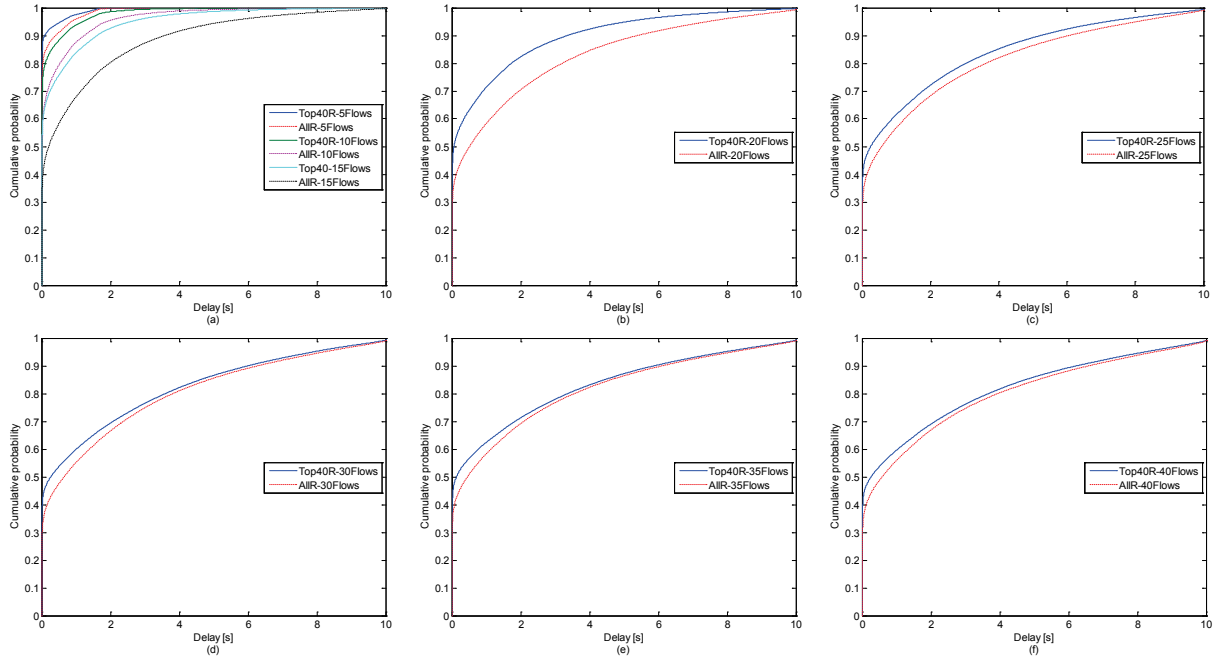 1
0.9
0.8
0.7
0.6
0.5
0.4
0.3
0.2
0.1
0
Cumulative probability
Top40R-5Flows
AllR-5Flows
Top40R-10Flows
AllR-10Flows
Top40-15Flows
AllR-15Flows
0 2 4 6 8 10
Delay [s]
(a)
1
0.9
0.8
0.7
0.6
0.5
0.4
0.3
0.2
0.1
0
Cumulative probability
Top40R-20Flows
AllR-20Flows
0 2 4 6 8 10
Delay [s]
(b)
1
0.9
0.8
0.7
0.6
0.5
0.4
0.3
0.2
0.1
0
Cumulative probability
Top40R-25Flows
AllR-25Flows
0 2 4 6 8 10
Delay [s]
(c)
1
0.9
0.8
0.7
0.6
0.5
0.4
0.3
0.2
0.1
0
Cumulative probability
Top40R-30Flows
AllR-30Flows
0 2 4 6 8 10
Delay [s]
(d)
1
0.9
0.8
0.7
0.6
0.5
0.4
0.3
0.2
0.1
0
Cumulative probability
Top40R-35Flows
AllR-35Flows
0 2 4 6 8 10
Delay [s]
(e)
1
0.9
0.8
0.7
0.6
0.5
0.4
0.3
0.2
0.1
0
Cumulative probability
Top40R-40Flows
AllR-40Flows
0 2 4 6 8 10
Delay [s]
(f)